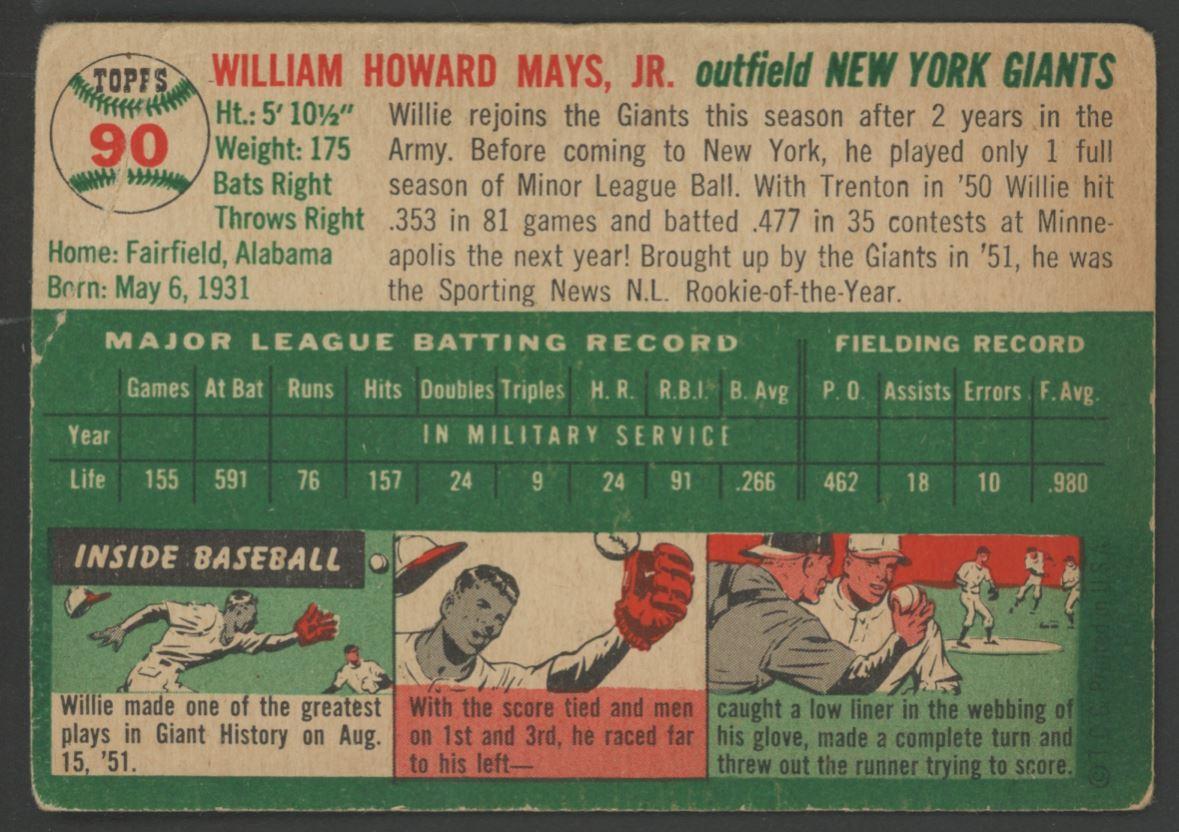 TOPPS
90
WILLIAM HOWARD MAYS, JR. outfield NEW YORK GIANTS
Ht.: 5' 10½"
Weight: 175
Bats Right
Throws Right
Home: Fairfield, Alabama
Born: May 6, 1931
Willie rejoins the Giants this season after 2 years in the
Army. Before coming to New York, he played only 1 full
season of Minor League Ball. With Trenton in '50 Willie hit
.353 in 81 games and batted .477 in 35 contests at Minne-
apolis the next year! Brought up by the Giants in '51, he was
the Sporting News N.L. Rookie-of-the-Year.
MAJOR LEAGUE BATTING RECORD FIELDING RECORD
Games At Bat Runs Hits Doubles Triples H. R. R.B.I. B. Avg P. O. Assists Errors F. Avg.
Year IN MILITARY SERVICE
Life 155 591 76 157 24 9 24 91 .266 462 18 10 .980
INSIDE BASEBALL
Willie made one of the greatest
plays in Giant History on Aug.
15, '51.
With the score tied and men
on 1st and 3rd, he raced far
to his left—
caught a low liner in the webbing of
his glove, made a complete turn and
threw out the runner trying to score.
© T.C.G. Printed in U.S.A.